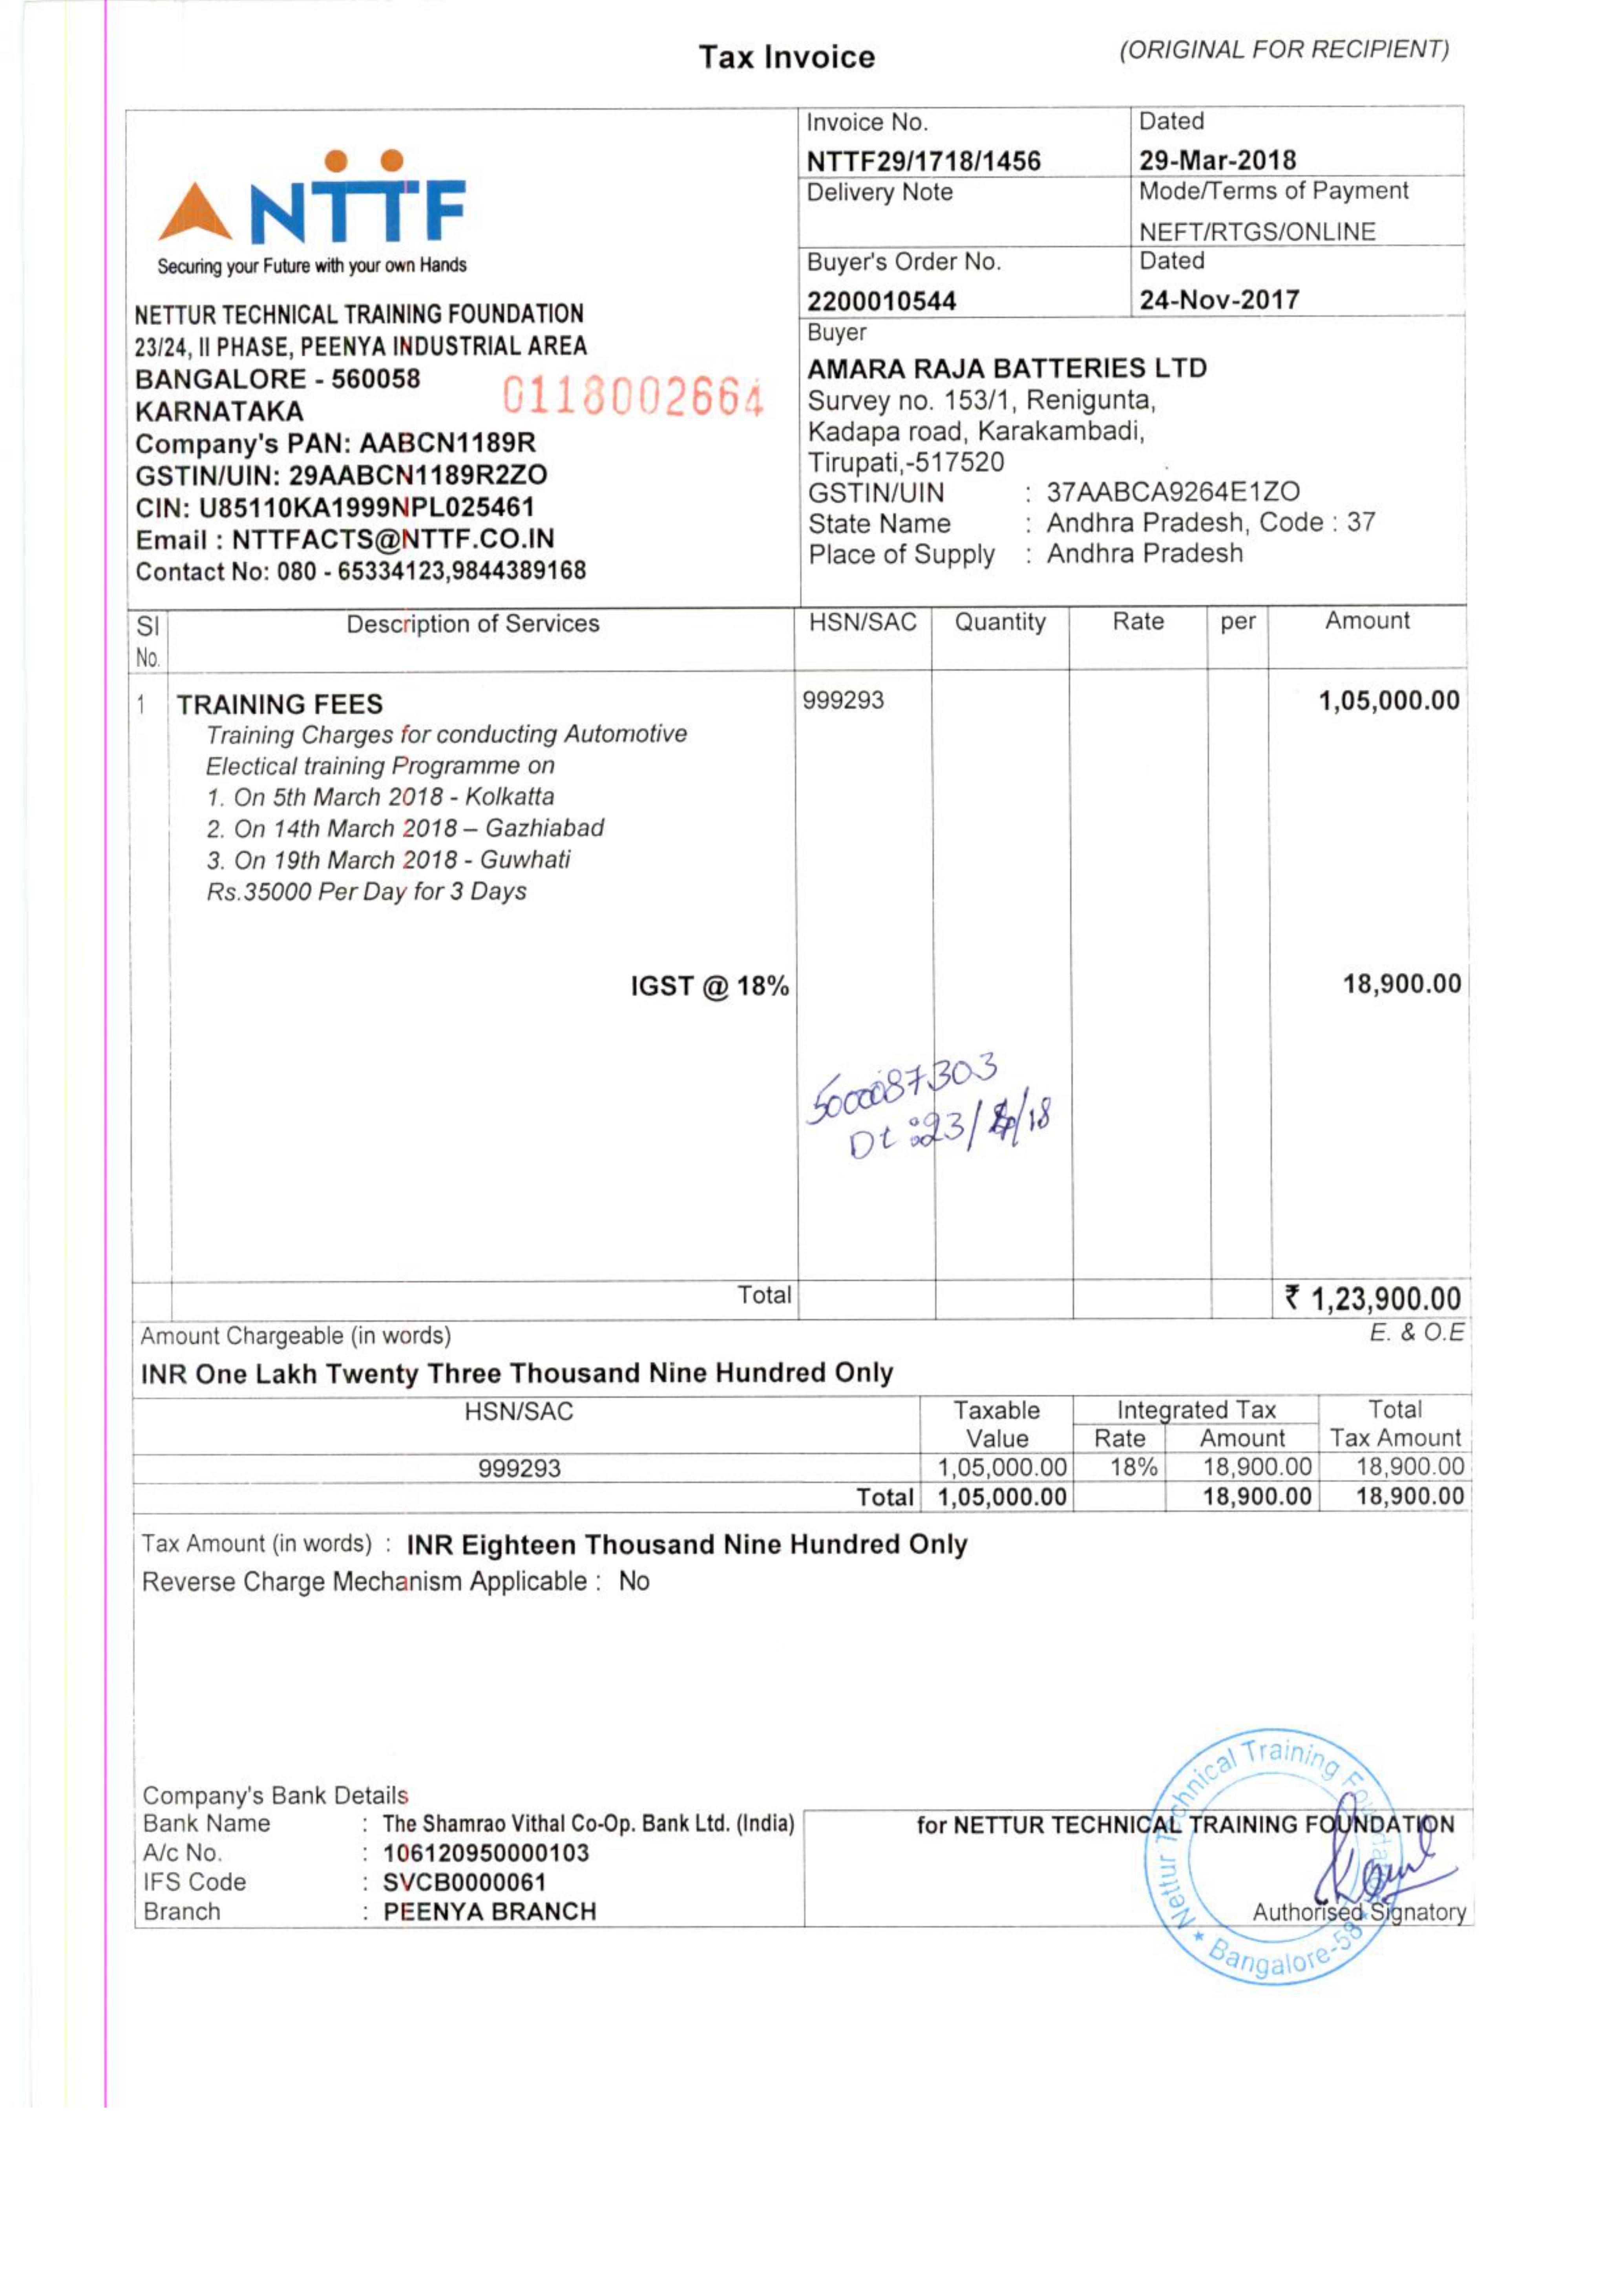 Tax Invoice
(ORIGINAL FOR RECIPIENT)
NTTF
Securing your Future with your own Hands
NETTUR TECHNICAL TRAINING FOUNDATION
23/24, II PHASE, PEENYA INDUSTRIAL AREA
BANGALORE - 560058
KARNATAKA
0118002664
Company's PAN: AABCN1189R
GSTIN/UIN: 29AABCN1189R2ZO
CIN: U85110KA1999NPL025461
Email : NTTFACTS@NTTF.CO.IN
Contact No: 080 - 65334123,9844389168
Invoice No.
NTTF29/1718/1456
Dated
29-Mar-2018
Delivery Note
Mode/Terms of Payment
NEFT/RTGS/ONLINE
Buyer's Order No.
2200010544
Dated
24-Nov-2017
Buyer
AMARA RAJA BATTERIES LTD
Survey no. 153/1, Renigunta,
Kadapa road, Karakambadi,
Tirupati,-517520
GSTIN/UIN : 37AABCA9264E1ZO
State Name : Andhra Pradesh, Code : 37
Place of Supply : Andhra Pradesh
SI No. Description of Services HSN/SAC Quantity Rate per Amount
1 TRAINING FEES 999293 1,05,000.00
Training Charges for conducting Automotive
Electical training Programme on
1. On 5th March 2018 - Kolkatta
2. On 14th March 2018 – Gazhiabad
3. On 19th March 2018 - Guwhati
Rs.35000 Per Day for 3 Days
IGST @ 18% 18,900.00
5000087303
Dt :23/4/18
Total ₹ 1,23,900.00
Amount Chargeable (in words) E. & O.E
INR One Lakh Twenty Three Thousand Nine Hundred Only
HSN/SAC Taxable Value Integrated Tax Rate Amount Total Tax Amount
999293 1,05,000.00 18% 18,900.00 18,900.00
Total 1,05,000.00 18,900.00 18,900.00
Tax Amount (in words) : INR Eighteen Thousand Nine Hundred Only
Reverse Charge Mechanism Applicable : No
Company's Bank Details
Bank Name : The Shamrao Vithal Co-Op. Bank Ltd. (India)
A/c No. : 106120950000103
IFS Code : SVCB0000061
Branch : PEENYA BRANCH
for NETTUR TECHNICAL TRAINING FOUNDATION
Authorised Signatory
Nettur Technical Training Foundation
* Bangalore-58 *